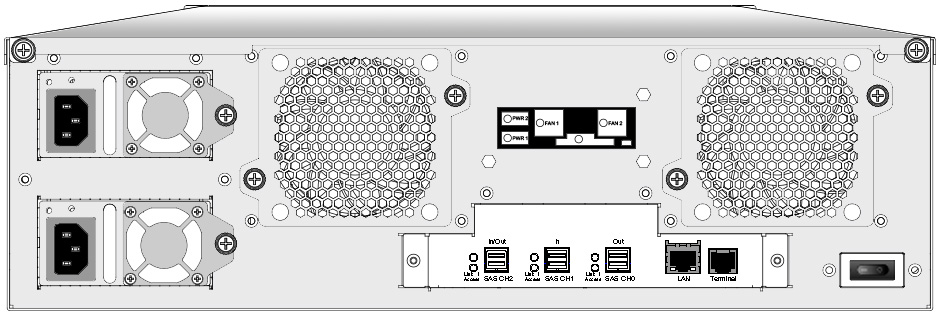 PWR 2
FAN 1
FAN 2
PWR 1
In/Out
In
Out
Link /
Access
SAS CH2
Link /
Access
SAS CH1
Link /
Access
SAS CH0
LAN
Terminal